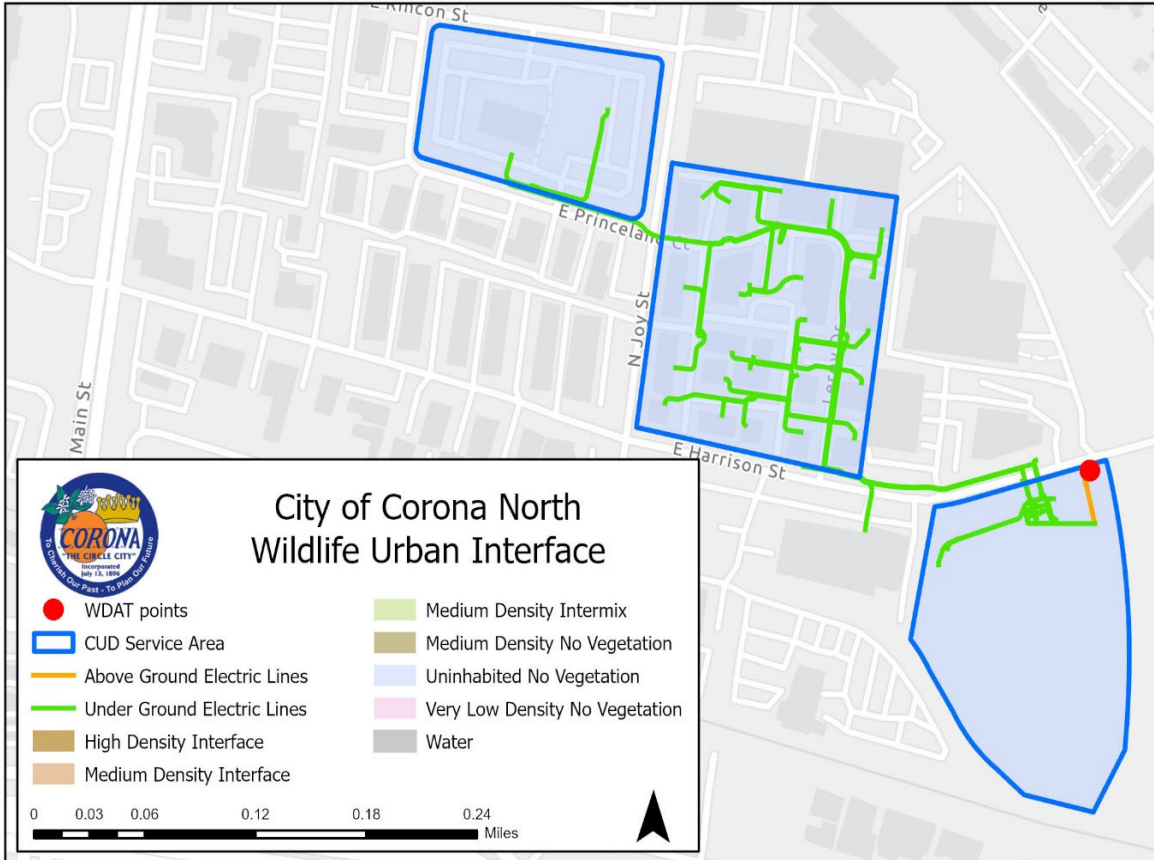 E Rincon St
E Princeland Ct
N Joy St
Main St
E Harrison St
City of Corona North
Wildlife Urban Interface
CORONA
"THE CIRCLE CITY"
Incorporated
July 13, 1896
To Cherish Our Past - To Plan Our Future
WDAT points
CUD Service Area
Above Ground Electric Lines
Under Ground Electric Lines
High Density Interface
Medium Density Interface
Medium Density Intermix
Medium Density No Vegetation
Uninhabited No Vegetation
Very Low Density No Vegetation
Water
0 0.03 0.06 0.12 0.18 0.24
Miles